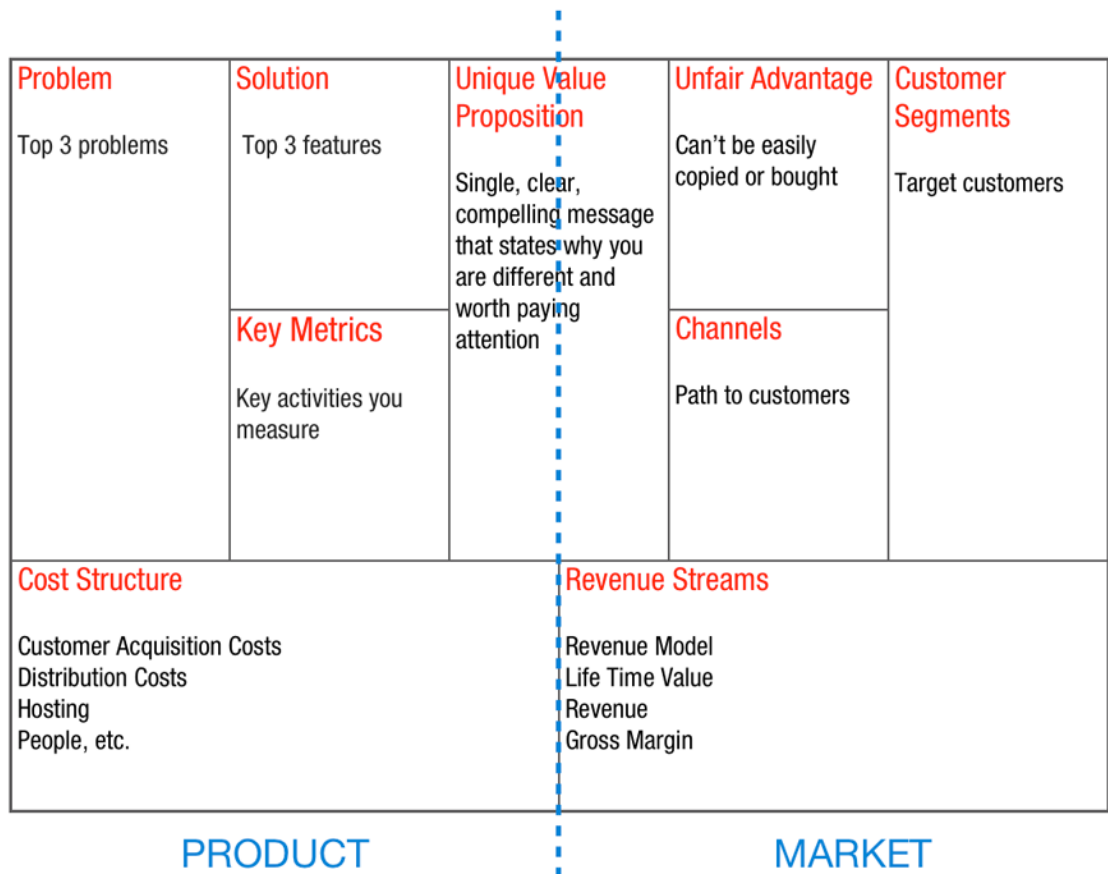 Problem
Top 3 problems
Solution
Top 3 features
Key Metrics
Key activities you
measure
Unique Value
Proposition
Single, clear,
compelling message
that states why you
are different and
worth paying
attention
Unfair Advantage
Can't be easily
copied or bought
Channels
Path to customers
Customer
Segments
Target customers
Cost Structure
Customer Acquisition Costs
Distribution Costs
Hosting
People, etc.
Revenue Streams
Revenue Model
Life Time Value
Revenue
Gross Margin
PRODUCT
MARKET